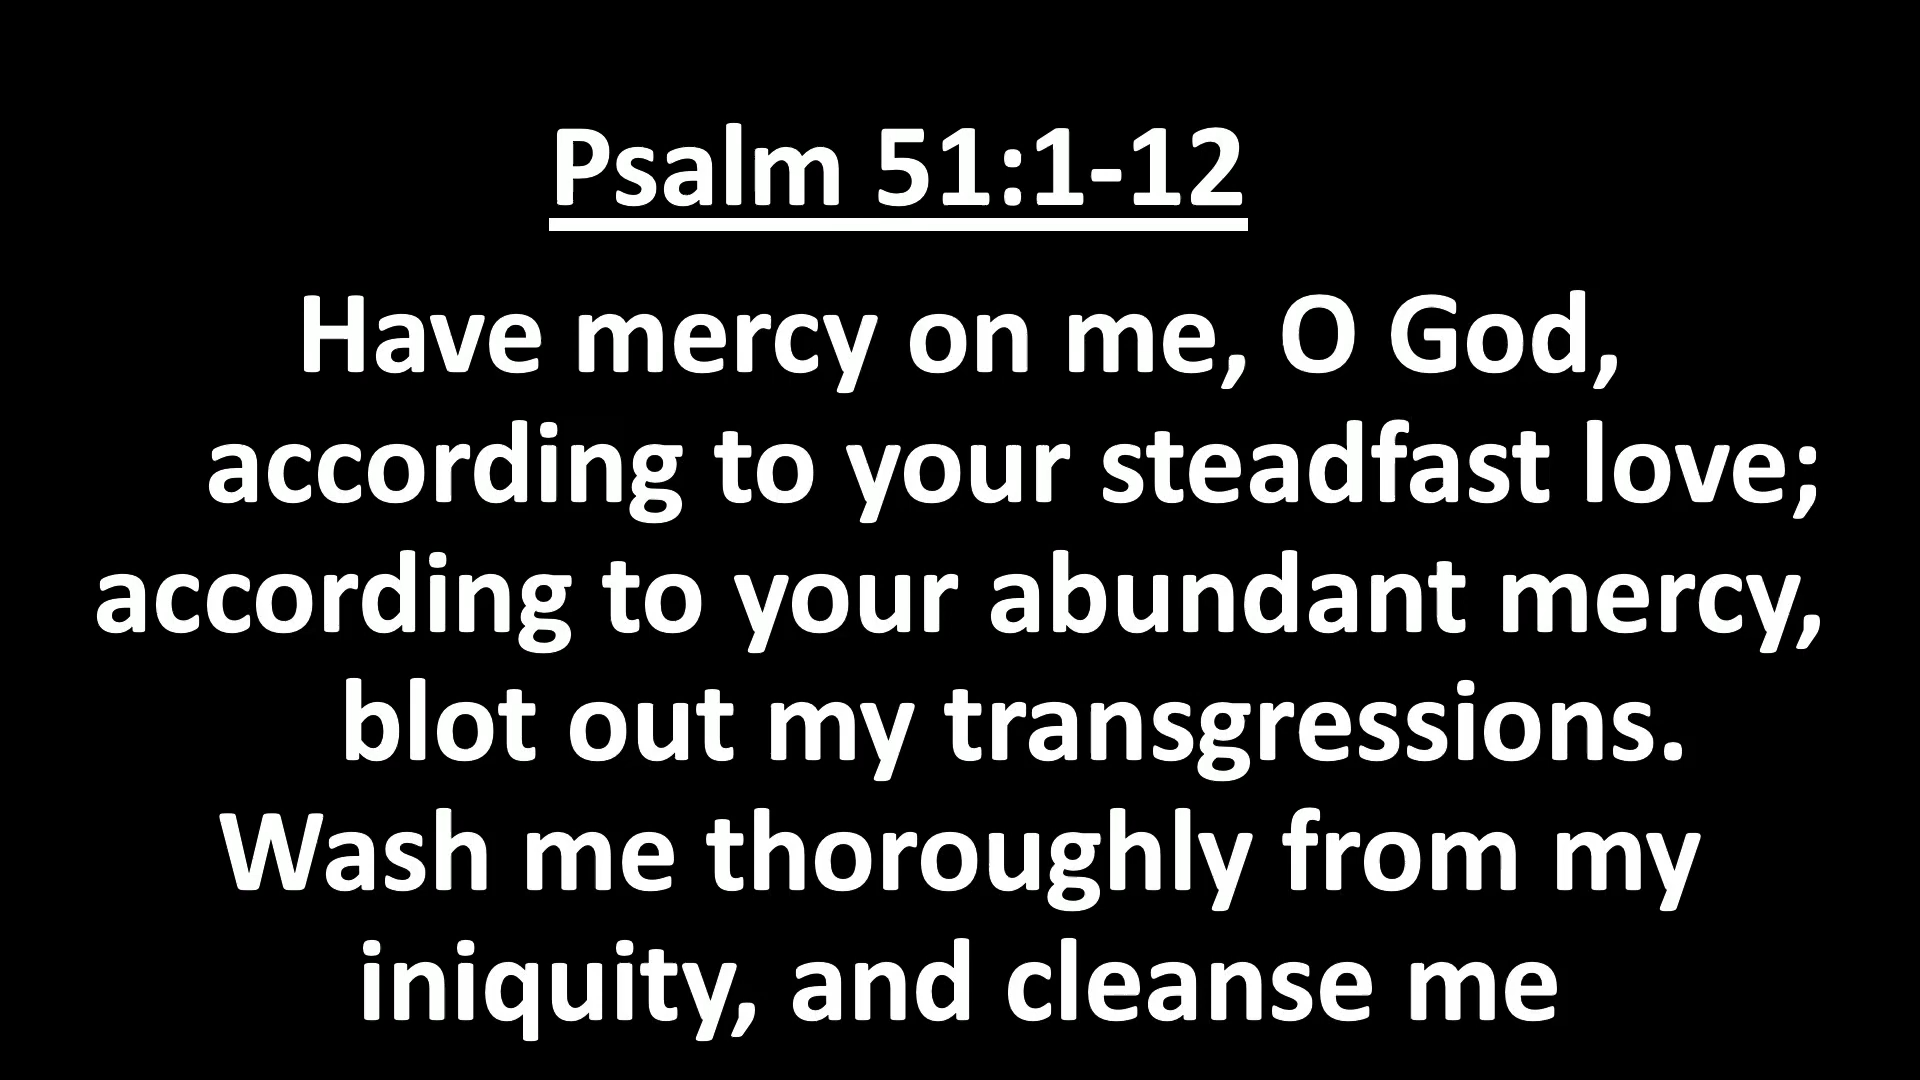 Psalm 51:1-12
Have mercy on me, O God,
according to your steadfast love;
according to your abundant mercy,
blot out my transgressions.
Wash me thoroughly from my
iniquity, and cleanse me